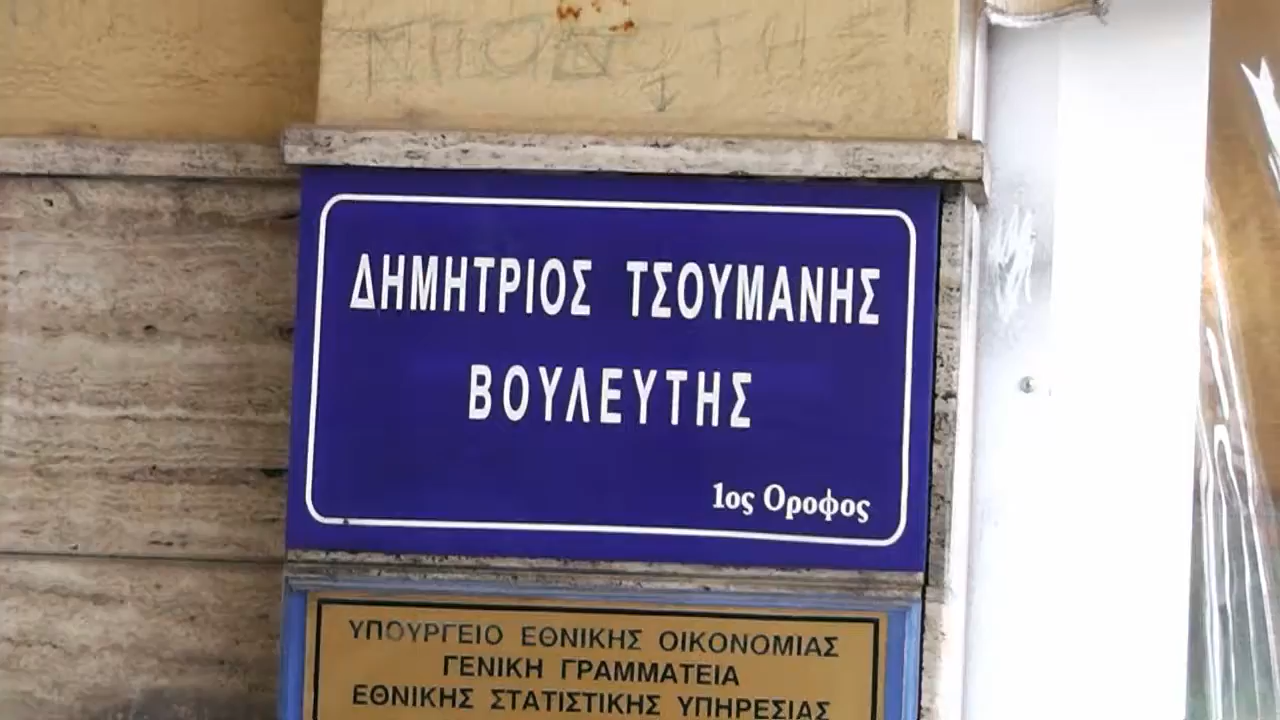 ΔΗΜΗΤΡΙΟΣ ΤΣΟΥΜΑΝΗΣ
ΒΟΥΛΕΥΤΗΣ
1ος Οροφος
ΥΠΟΥΡΓΕΙΟ ΕΘΝΙΚΗΣ ΟΙΚΟΝΟΜΙΑΣ
ΓΕΝΙΚΗ ΓΡΑΜΜΑΤΕΙΑ
ΕΘΝΙΚΗΣ ΣΤΑΤΙΣΤΙΚΗΣ ΥΠΗΡΕΣΙΑΣ